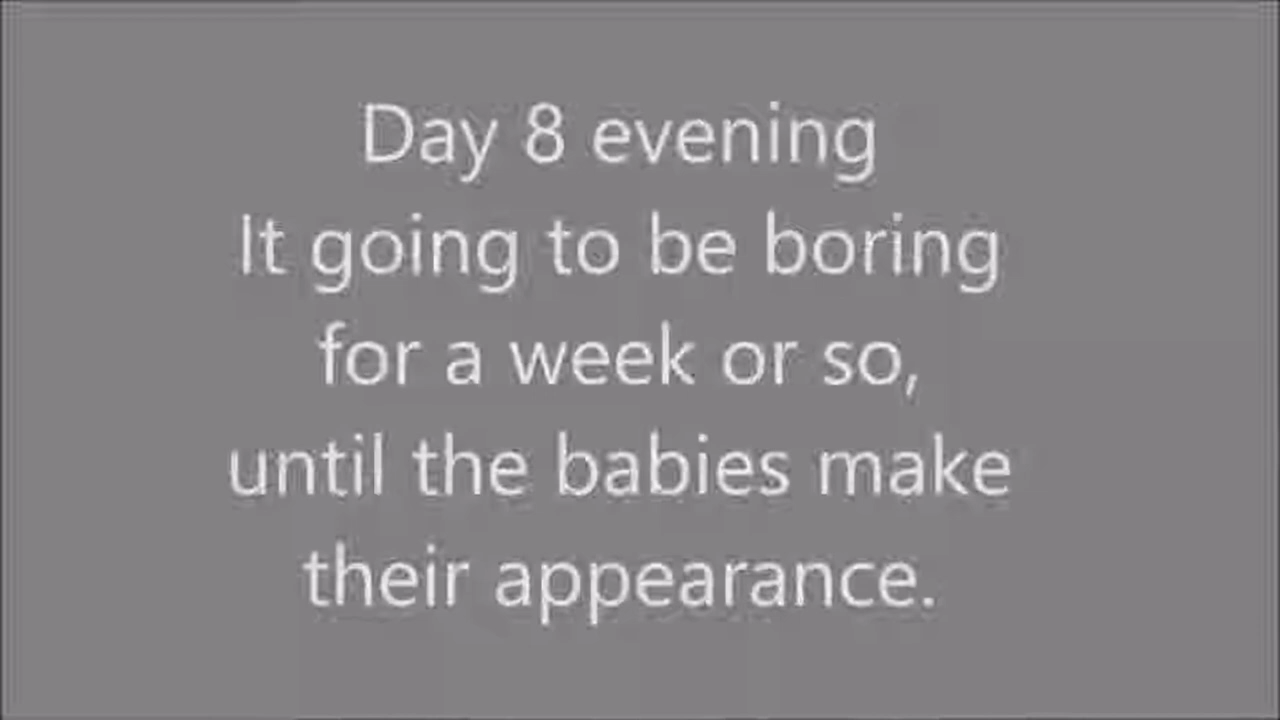 Day 8 evening
It going to be boring
for a week or so,
until the babies make
their appearance.